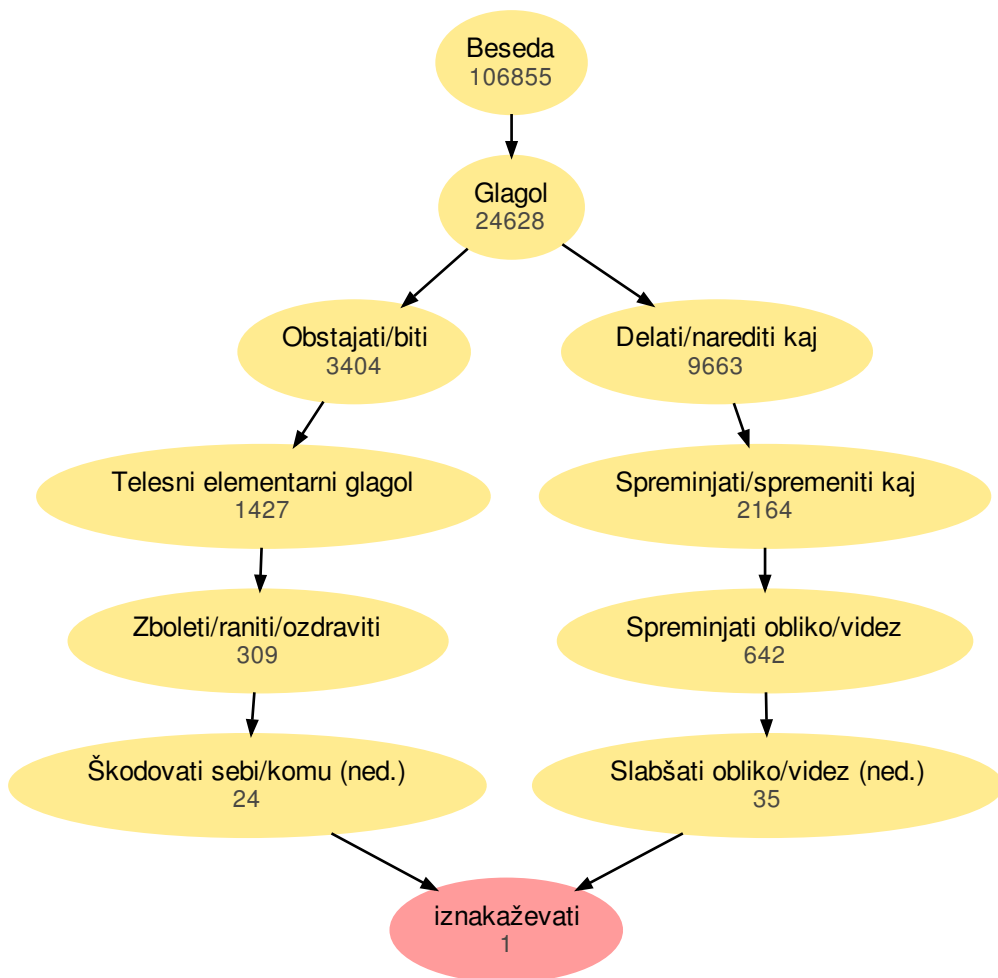 Beseda
106855
Glagol
24628
Obstajati/biti
3404
Delati/narediti kaj
9663
Telesni elementarni glagol
1427
Spreminjati/spremeniti kaj
2164
Zboleti/raniti/ozdraviti
309
Spreminjati obliko/videz
642
Škodovati sebi/komu (ned.)
24
Slabšati obliko/videz (ned.)
35
iznakaževati
1